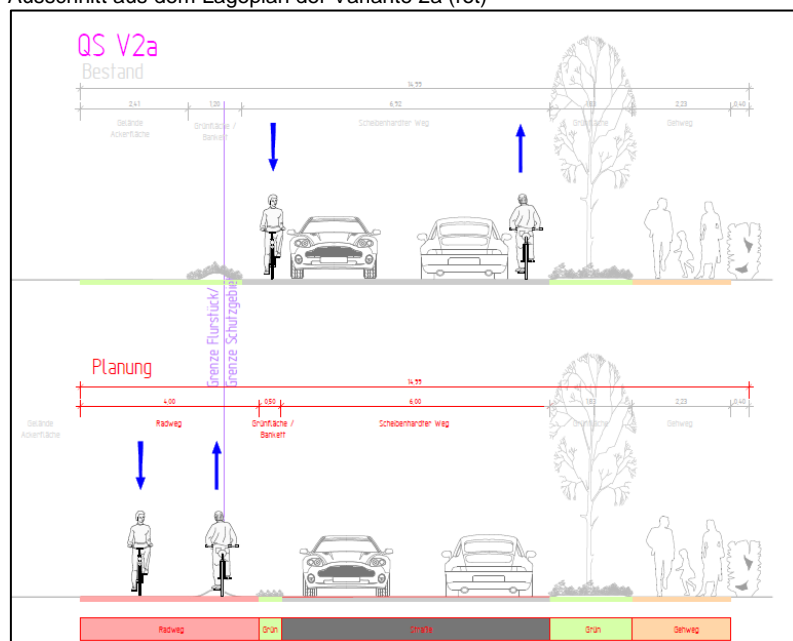 Ausschnitt aus dem Lageplan der Variante 2a (rot)
QS V2a
Bestand
14,99
2,41
1,20
6,92
1,83
2,23
0,40
Gelände
Ackerfläche
Grünfläche /
Bankett
Scheibenhardter Weg
Grünfläche
Gehweg
Grenze Flurstück/
Grenze Schutzgebiet
Planung
14,99
4,00
0,50
6,00
1,83
2,23
0,40
Gelände
Ackerfläche
Radweg
Grünfläche /
Bankett
Scheibenhardter Weg
Grünfläche
Gehweg
Radweg
Grün
Straße
Grün
Gehweg